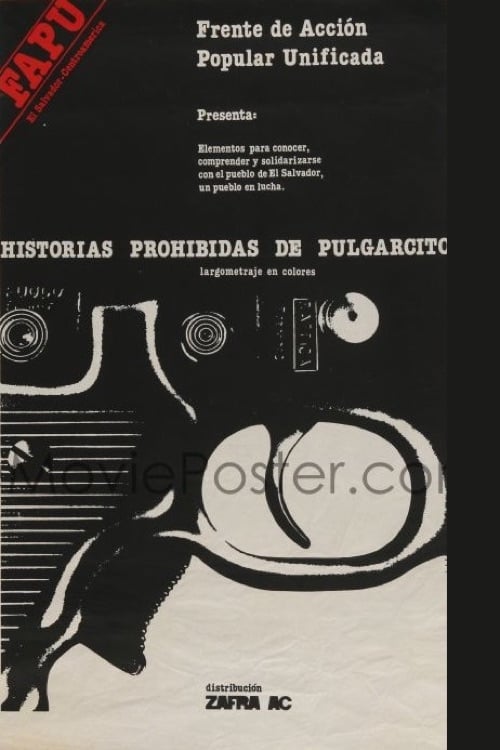 FAPU
El Salvador-Centroamerica
Frente de Acción
Popular Unificada
Presenta:
Elementos para conocer,
comprender y solidarizarse
con el pueblo de El Salvador,
un pueblo en lucha.
HISTORIAS PROHIBIDAS DE PULGARCITO
largometraje en colores
MoviePoster.com
distribución
ZAFRA AC